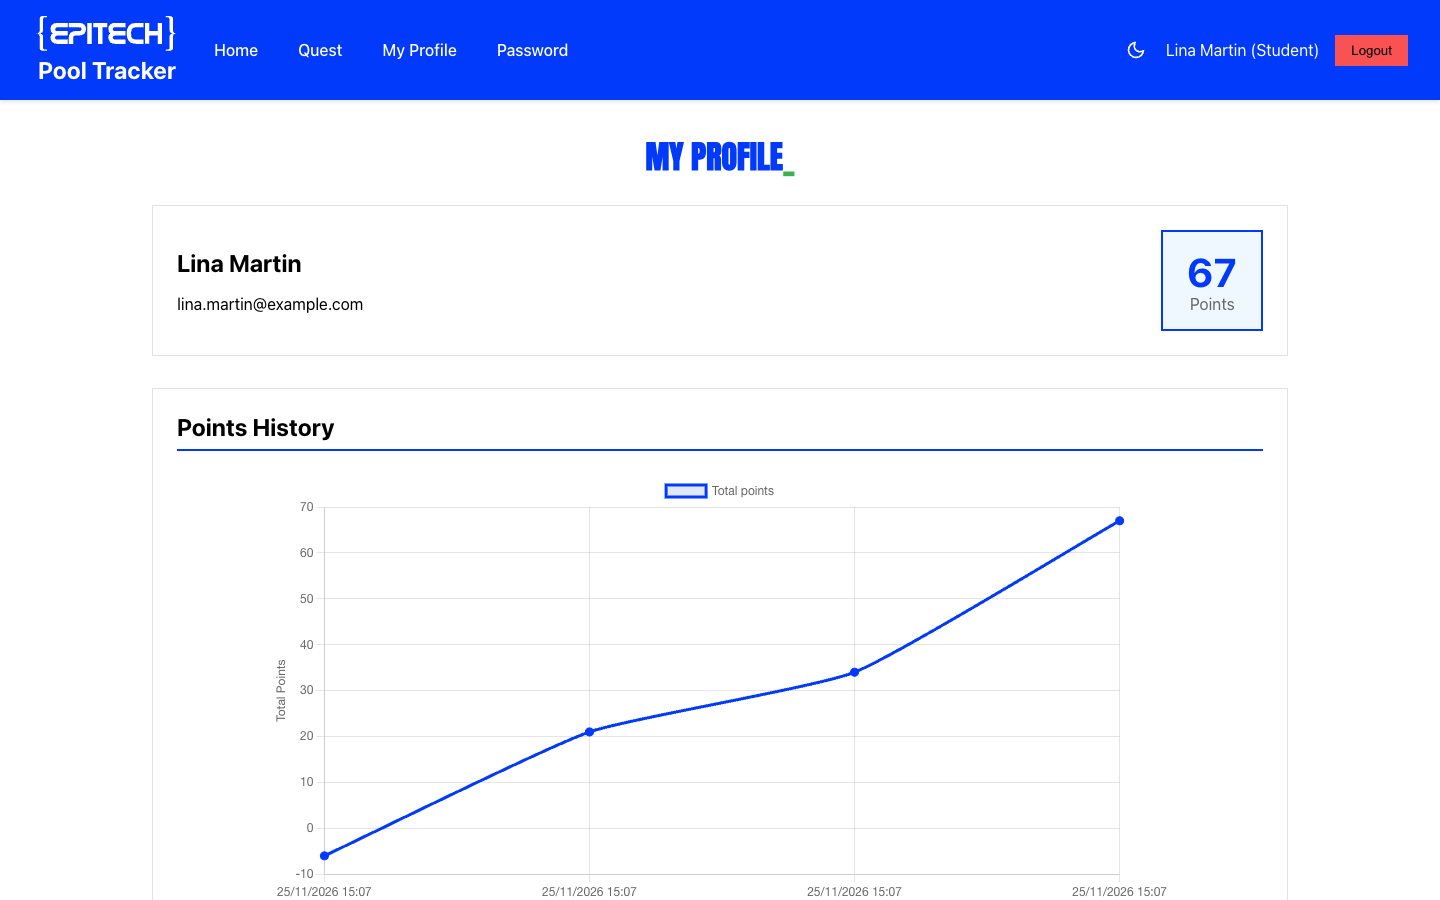 {EPITECH}
Pool Tracker
Home
Quest
My Profile
Password
Lina Martin (Student)
Logout
MY PROFILE_
Lina Martin
lina.martin@example.com
67
Points
Points History
Total points
70
60
50
40
30
20
10
0
-10
Total Points
25/11/2026 15:07
25/11/2026 15:07
25/11/2026 15:07
25/11/2026 15:07